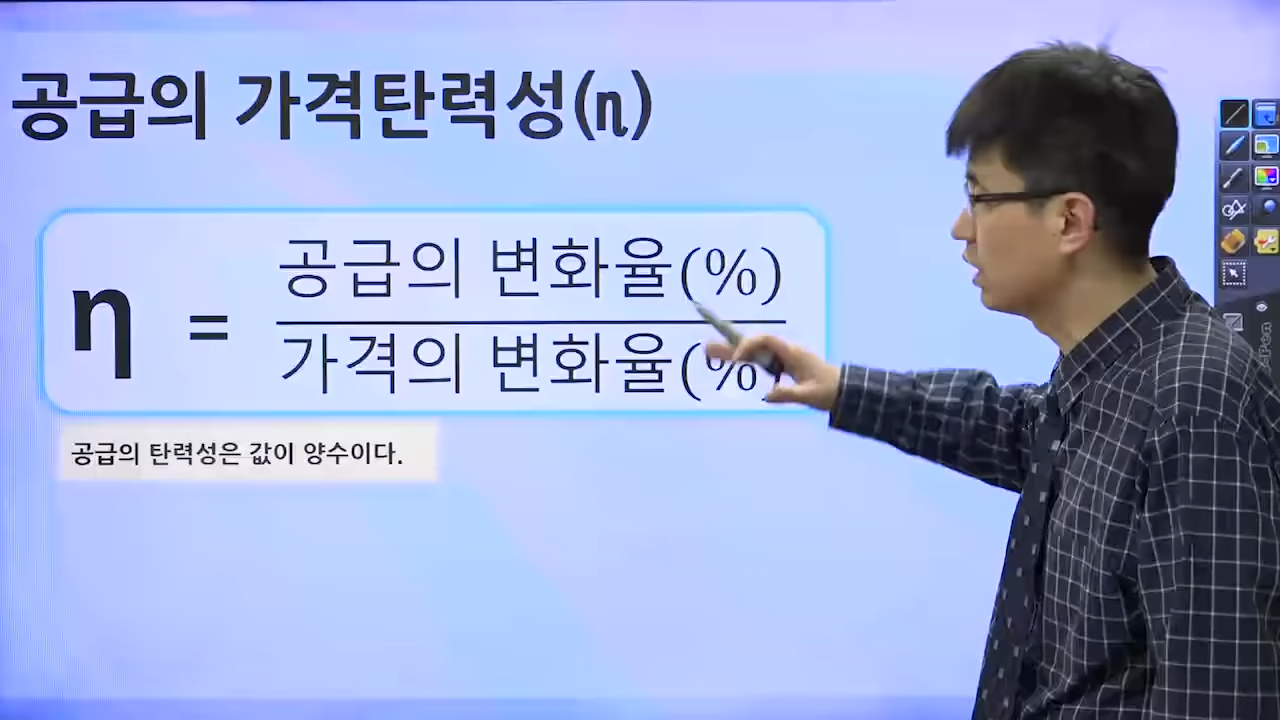 공급의 가격탄력성(η)
η = 공급의 변화율(%)
가격의 변화율(%)
공급의 탄력성은 값이 양수이다.